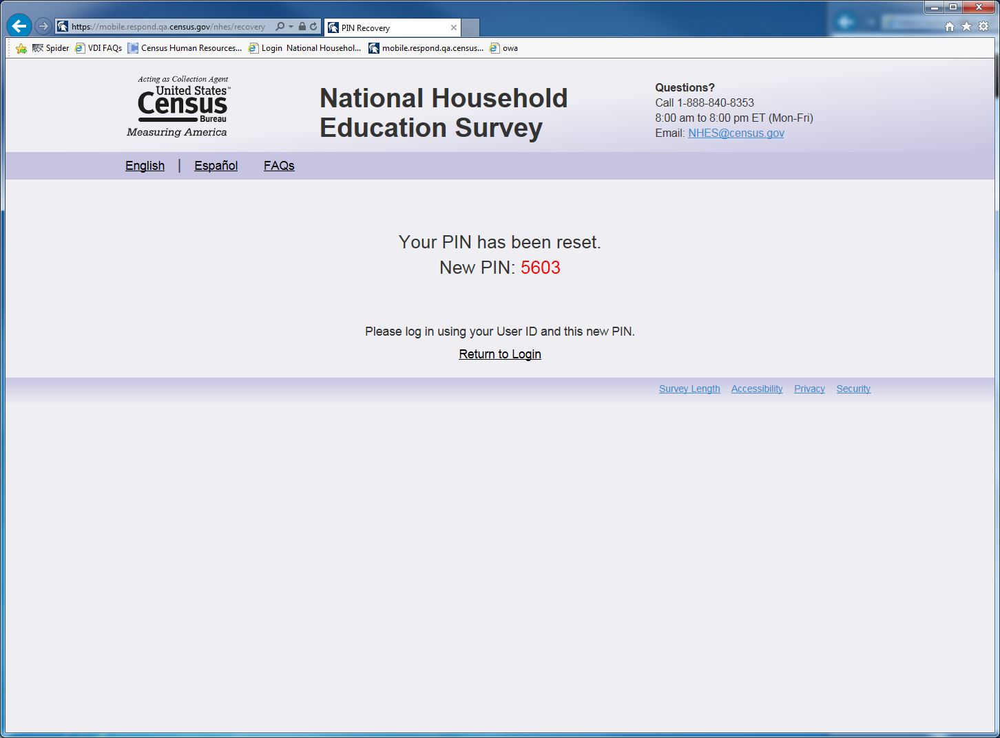 https://mobile.respond.qa.census.gov/nhes/recovery
PIN Recovery
Spider
VDI FAQs
Census Human Resources...
Login National Househol...
mobile.respond.qa.census...
owa
Acting as Collection Agent
United States™
Census
Bureau
Measuring America
National Household
Education Survey
Questions?
Call 1-888-840-8353
8:00 am to 8:00 pm ET (Mon-Fri)
Email: NHES@census.gov
English | Español FAQs
Your PIN has been reset.
New PIN: 5603
Please log in using your User ID and this new PIN.
Return to Login
Survey Length Accessibility Privacy Security